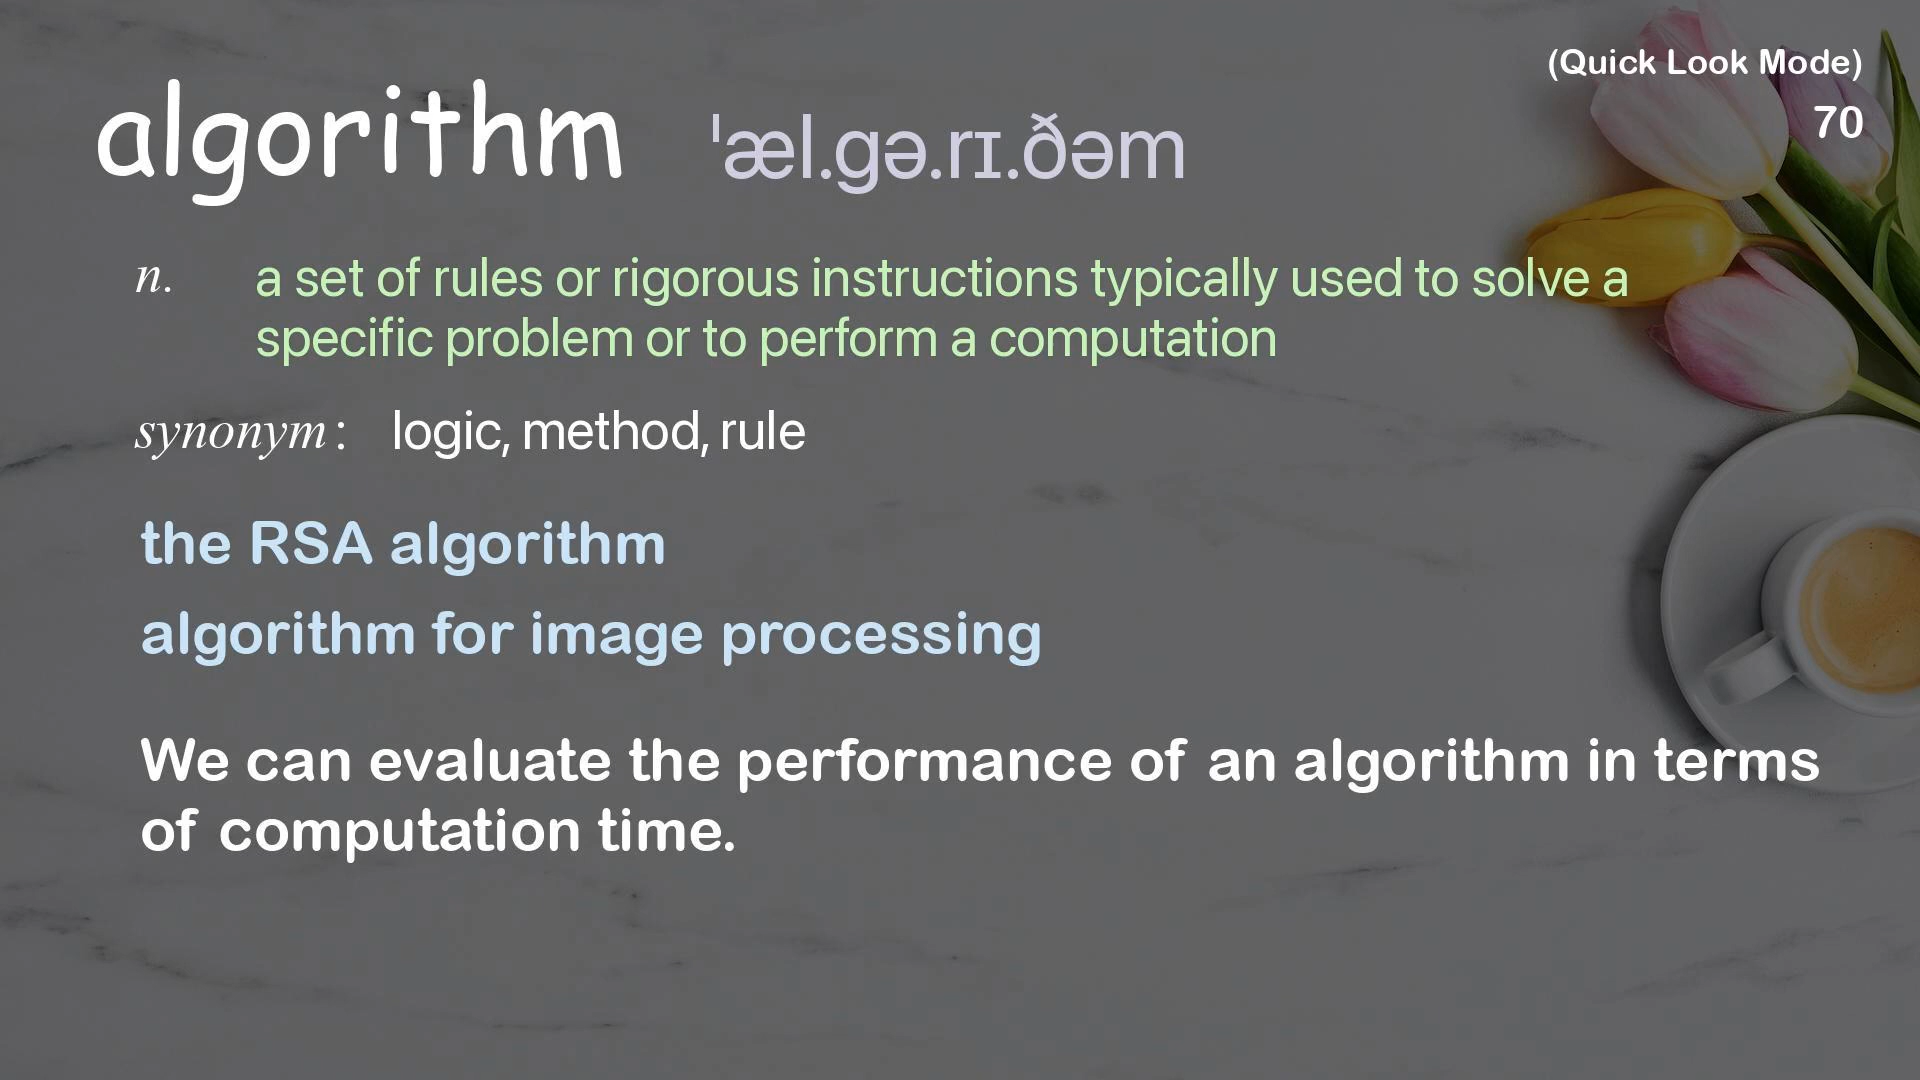 (Quick Look Mode)
70
algorithm ˈæl.gə.rɪ.ðəm
n. a set of rules or rigorous instructions typically used to solve a
specific problem or to perform a computation
synonym: logic, method, rule
the RSA algorithm
algorithm for image processing
We can evaluate the performance of an algorithm in terms
of computation time.